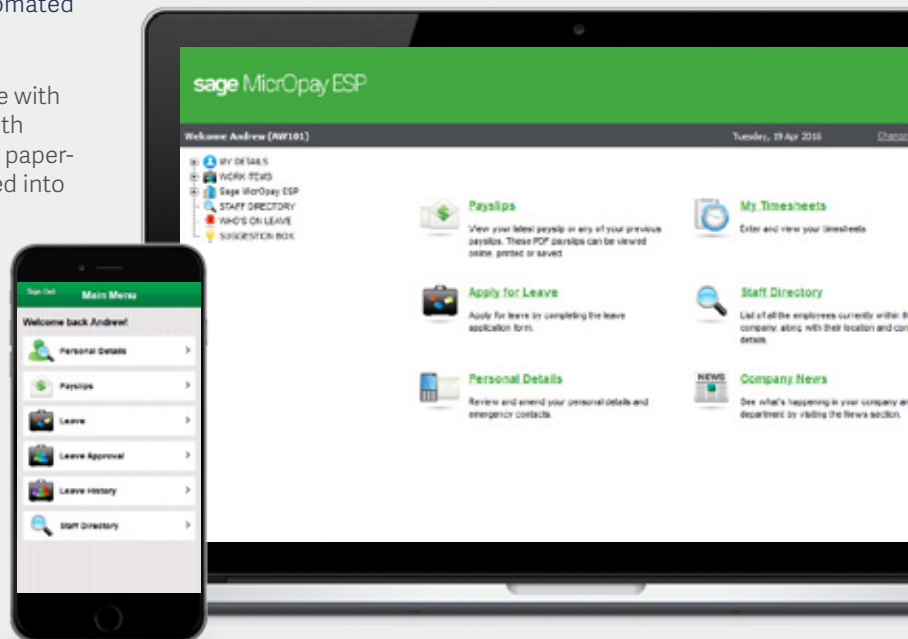 omated
e with
th
paper-
ed into
sage MicrOpay ESP
Welcome Andrew (AW101)
Tuesday, 19 Apr 2016
Change
MY DETAILS
WORK ITEMS
Sage MicrOpay ESP
STAFF DIRECTORY
WHO'S ON LEAVE
SUGGESTION BOX
Payslips
View your latest payslip or any of your previous
payslips. These PDF payslips can be viewed
online, printed or saved
My Timesheets
Enter and view your timesheets
Apply for Leave
Apply for leave by completing the leave
application form.
Staff Directory
List of all the employees currently within th
company, along with their location and con
details.
Personal Details
Review and amend your personal details and
emergency contacts.
NEWS
Company News
See what's happening in your company an
department by visiting the News section.
Sign Out
Main Menu
Welcome back Andrew!
Personal Details
Payslips
Leave
Leave Approval
Leave History
Staff Directory